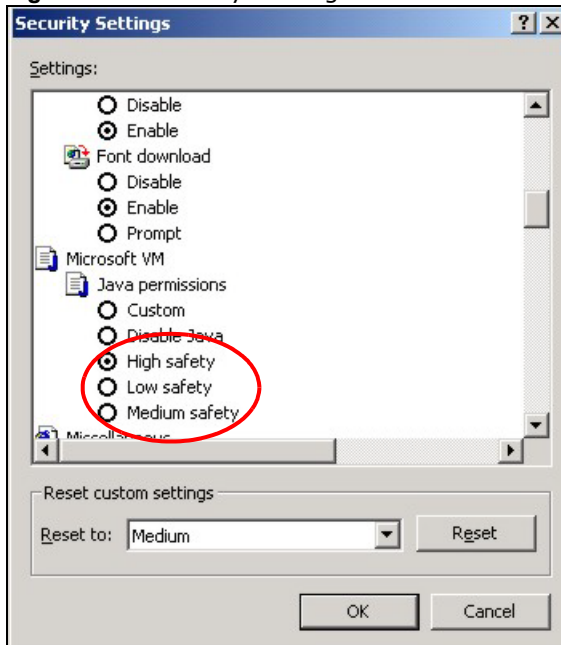 Security Settings
Settings:
Disable
Enable
Font download
Disable
Enable
Prompt
Microsoft VM
Java permissions
Custom
Disable Java
High safety
Low safety
Medium safety
Miscellaneous
Reset custom settings
Reset to: Medium Reset
OK Cancel